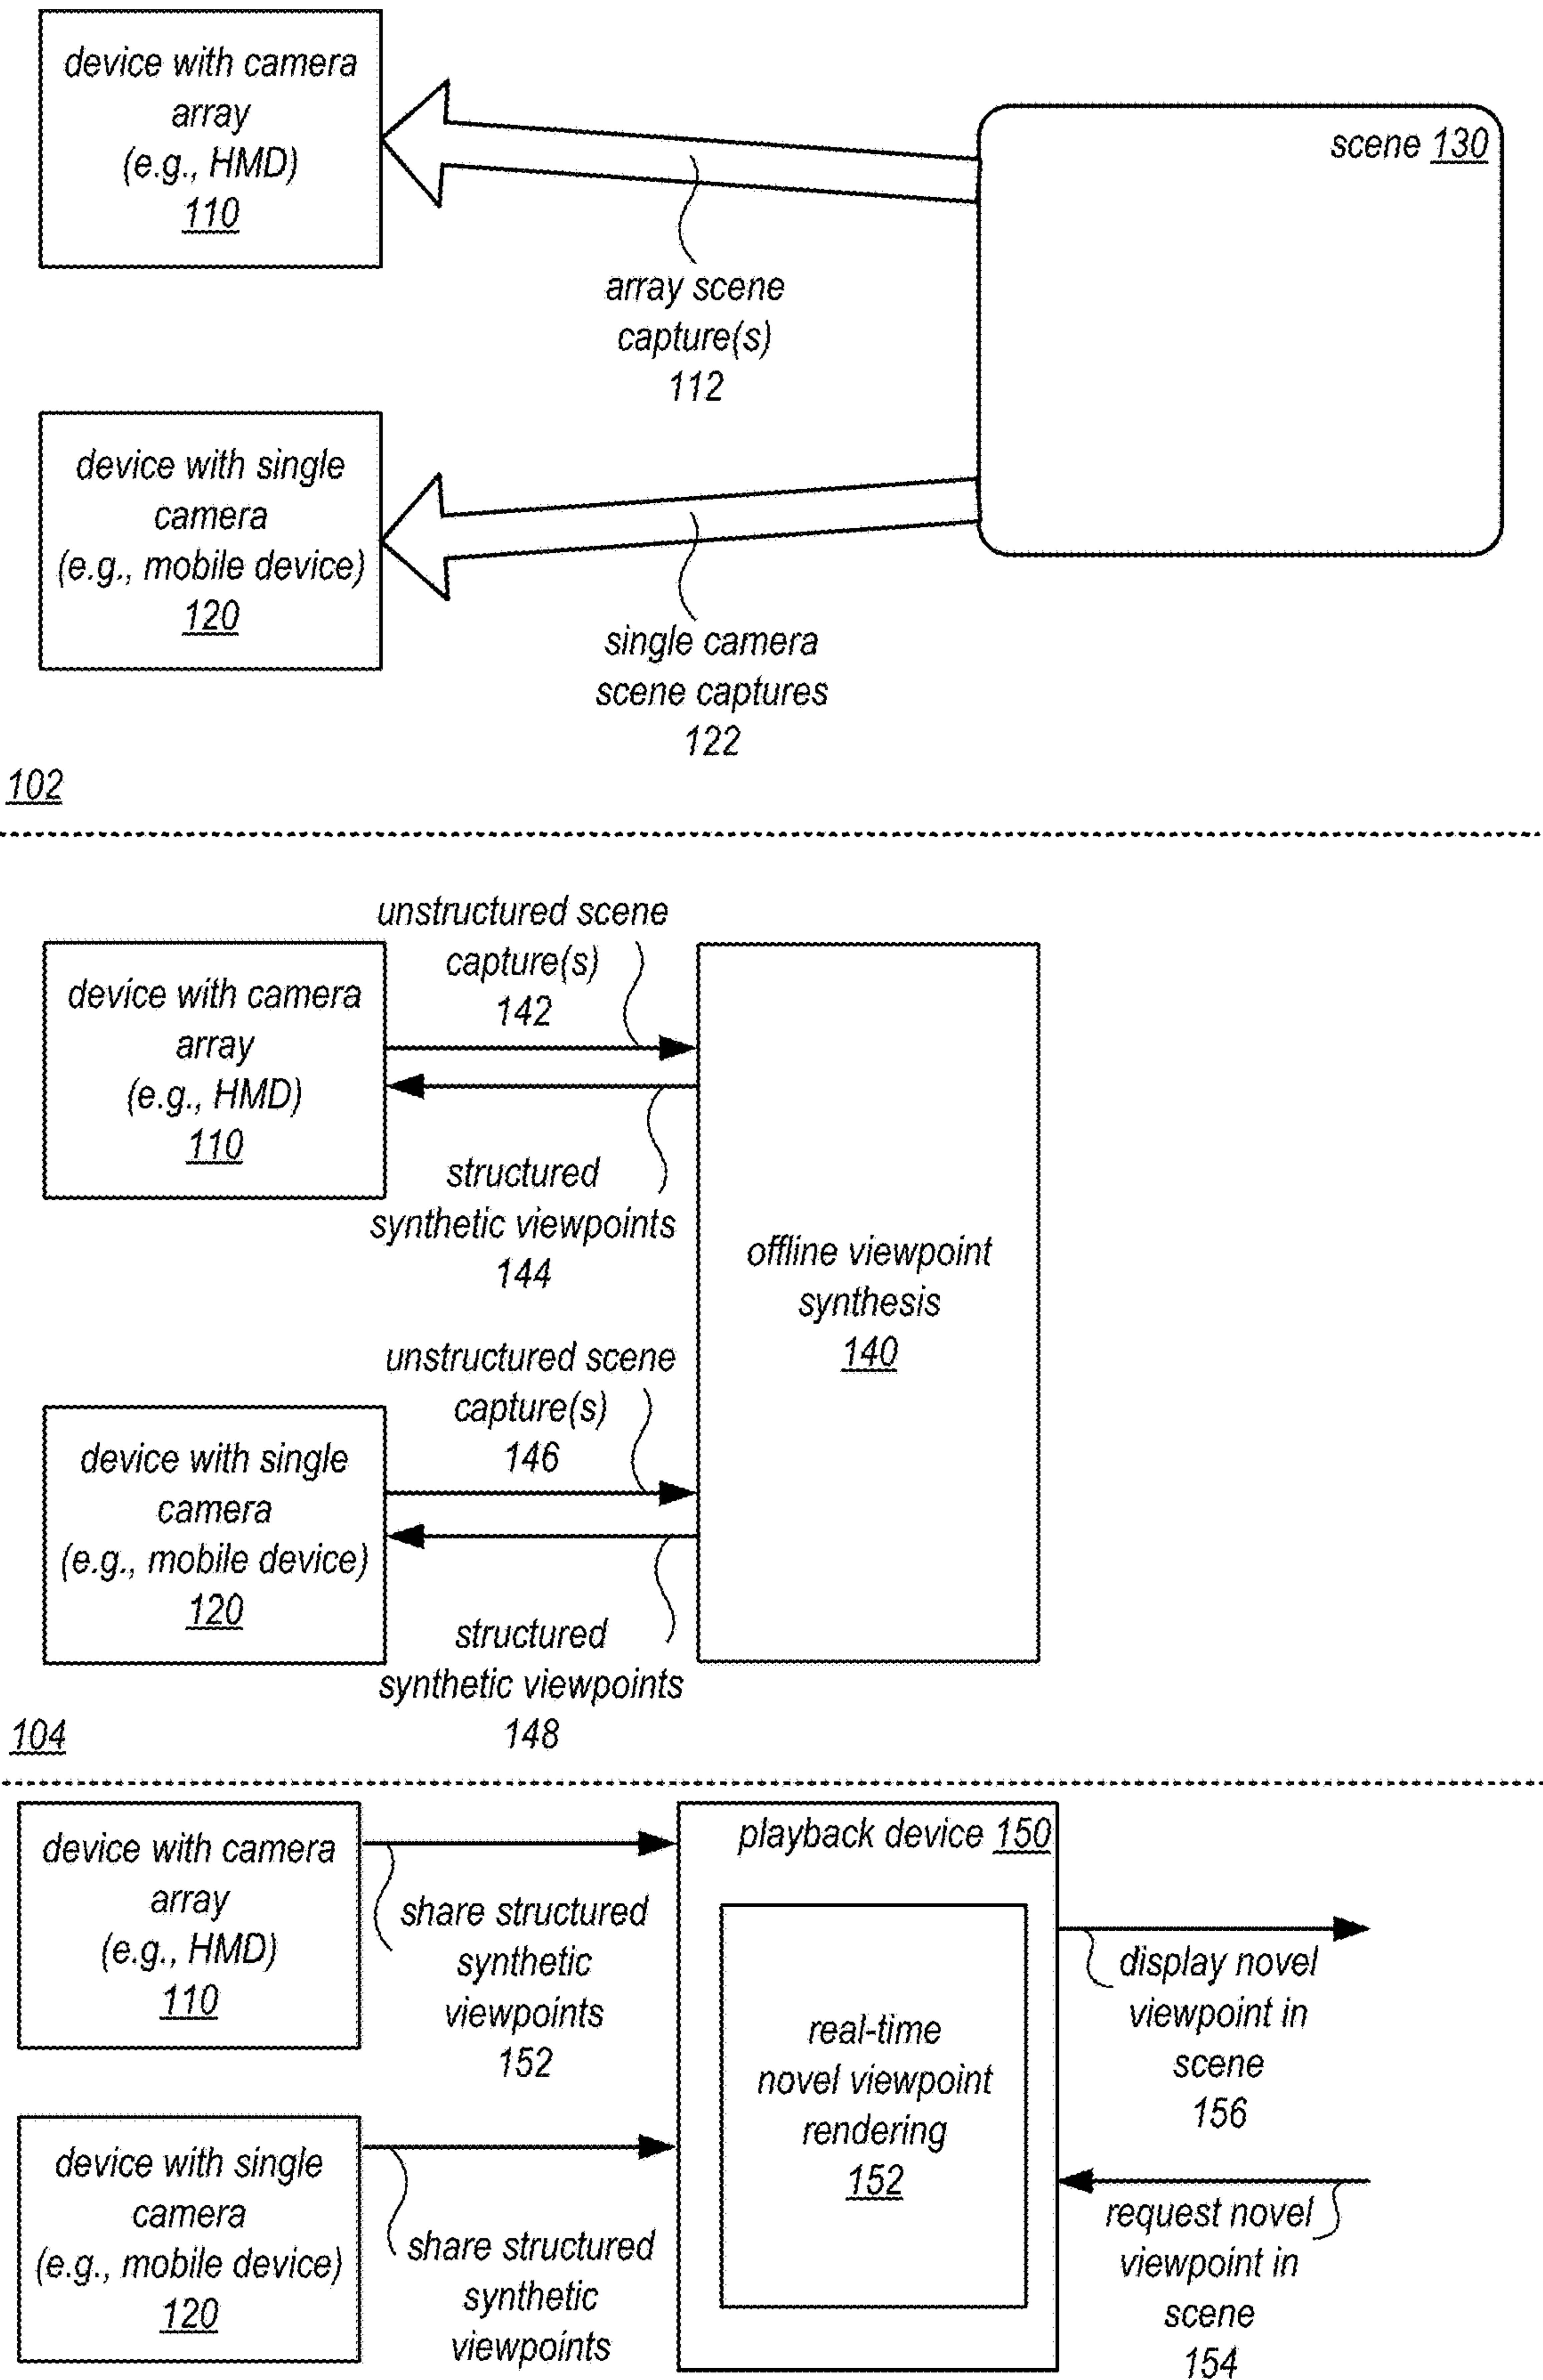 device with camera
array
(e.g., HMD)
110
scene 130
array scene
capture(s)
112
device with single
camera
(e.g., mobile device)
120
single camera
scene captures
122
102
unstructured scene
capture(s)
142
device with camera
array
(e.g., HMD)
110
structured
synthetic viewpoints
144
offline viewpoint
synthesis
140
unstructured scene
capture(s)
146
device with single
camera
(e.g., mobile device)
120
structured
synthetic viewpoints
148
104
device with camera
array
(e.g., HMD)
110
share structured
synthetic
viewpoints
152
playback device 150
real-time
novel viewpoint
rendering
152
display novel
viewpoint in
scene
156
device with single
camera
(e.g., mobile device)
120
share structured
synthetic
viewpoints
request novel
viewpoint in
scene
154